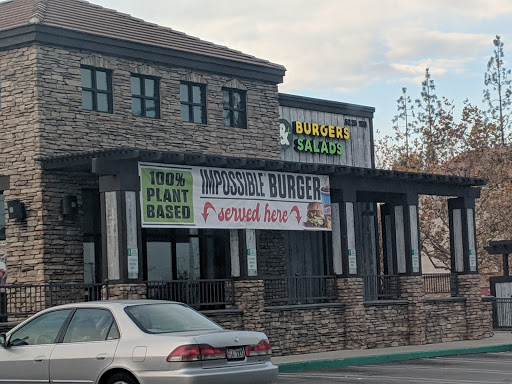 & BURGERS
SALADS
100%
PLANT
BASED
IMPOSSIBLE BURGER
served here